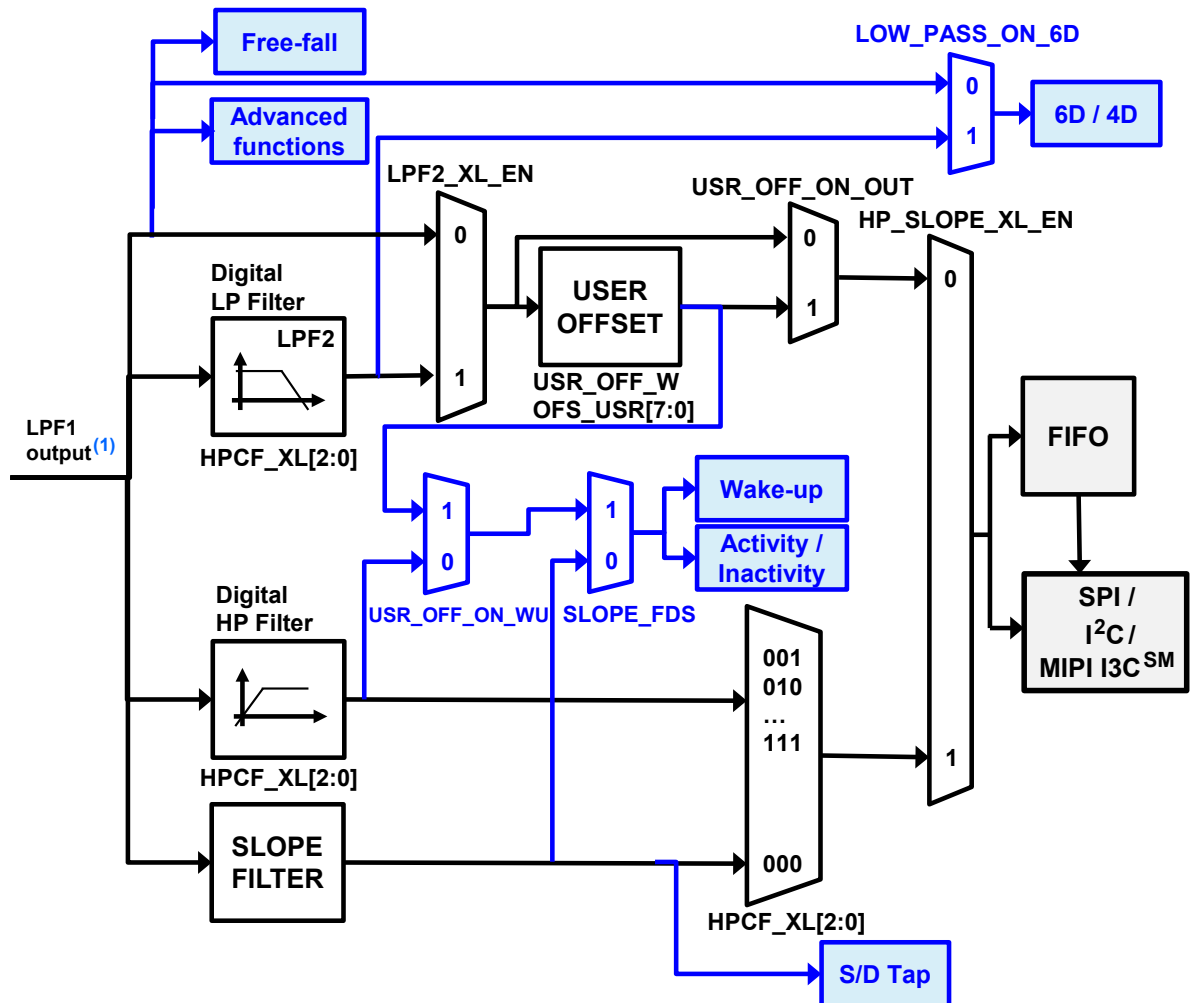 Free-fall
LOW_PASS_ON_6D
0
1
6D / 4D
Advanced
functions
LPF2_XL_EN
0
1
USR_OFF_ON_OUT
0
1
HP_SLOPE_XL_EN
0
1
Digital
LP Filter
LPF2
HPCF_XL[2:0]
USER
OFFSET
USR_OFF_W
OFS_USR[7:0]
LPF1
output(1)
FIFO
1
0
USR_OFF_ON_WU
1
0
SLOPE_FDS
Wake-up
Activity /
Inactivity
SPI /
I²C /
MIPI I3C SM
Digital
HP Filter
HPCF_XL[2:0]
001
010
...
111
000
HPCF_XL[2:0]
SLOPE
FILTER
S/D Tap